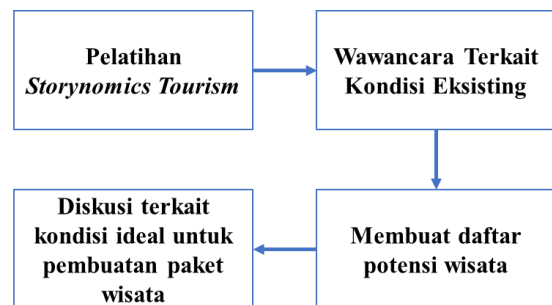 Pelatihan
Storynomics Tourism
Wawancara Terkait
Kondisi Eksisting
Membuat daftar
potensi wisata
Diskusi terkait
kondisi ideal untuk
pembuatan paket
wisata